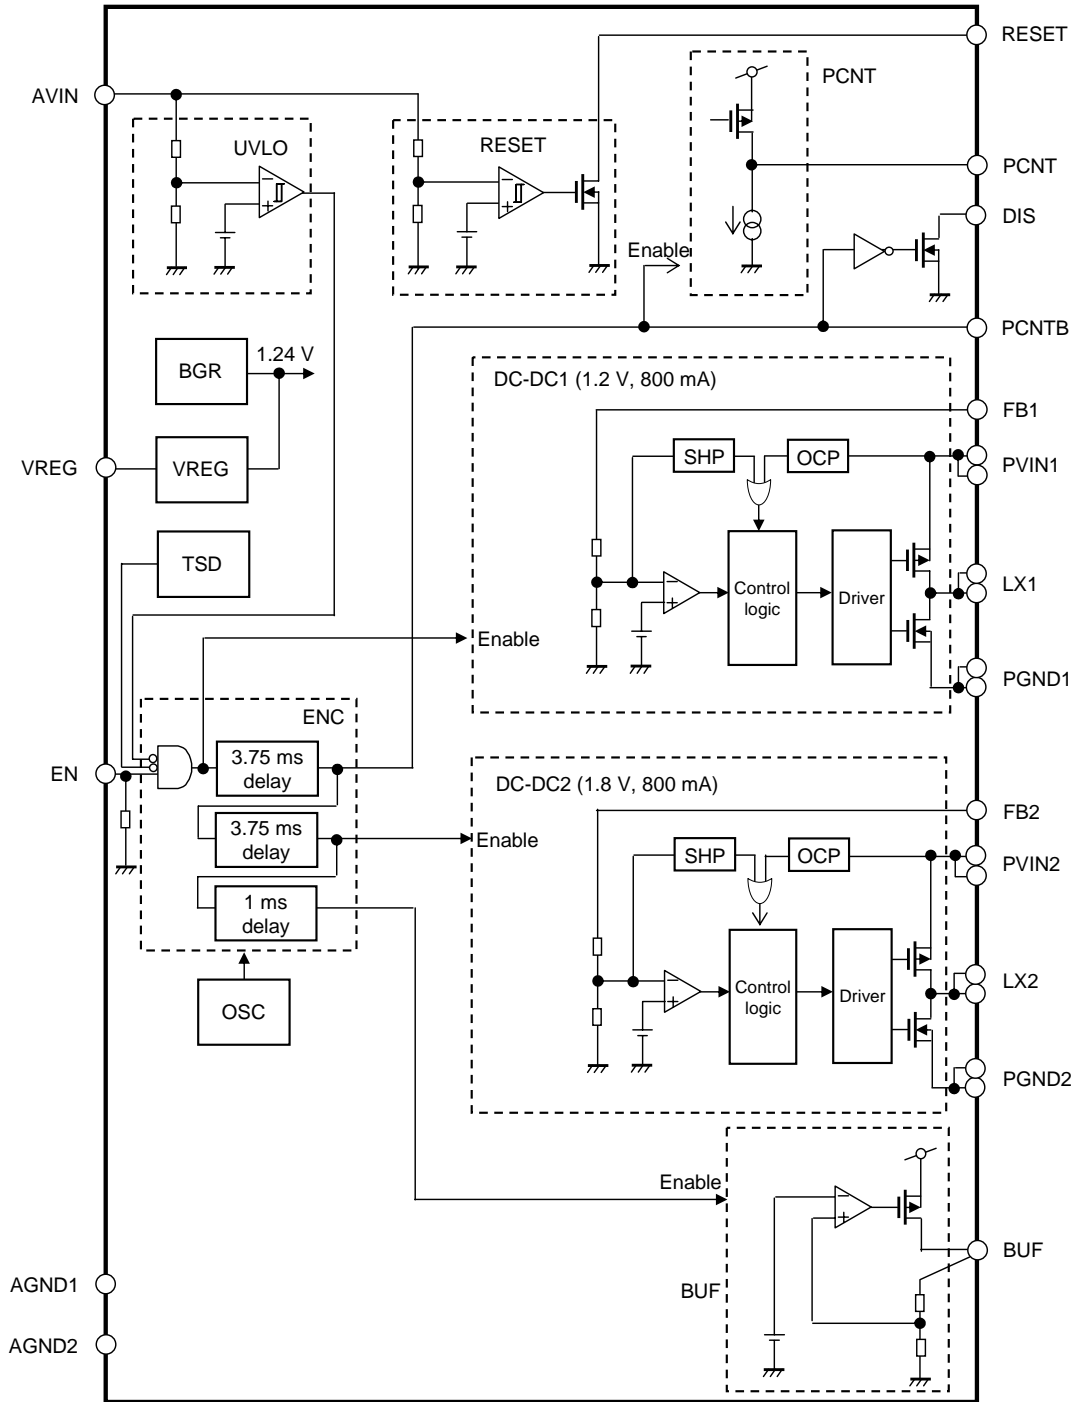 RESET
AVIN
PCNT
UVLO
RESET
−
+
−
+
PCNT
DIS
Enable
PCNTB
BGR
1.24 V
DC-DC1 (1.2 V, 800 mA)
FB1
VREG
VREG
SHP
OCP
PVIN1
TSD
−
+
Control
logic
Driver
LX1
Enable
PGND1
ENC
EN
3.75 ms
delay
DC-DC2 (1.8 V, 800 mA)
3.75 ms
delay
Enable
FB2
SHP
OCP
PVIN2
1 ms
delay
−
+
Control
logic
Driver
LX2
OSC
PGND2
Enable
−
+
BUF
BUF
AGND1
AGND2